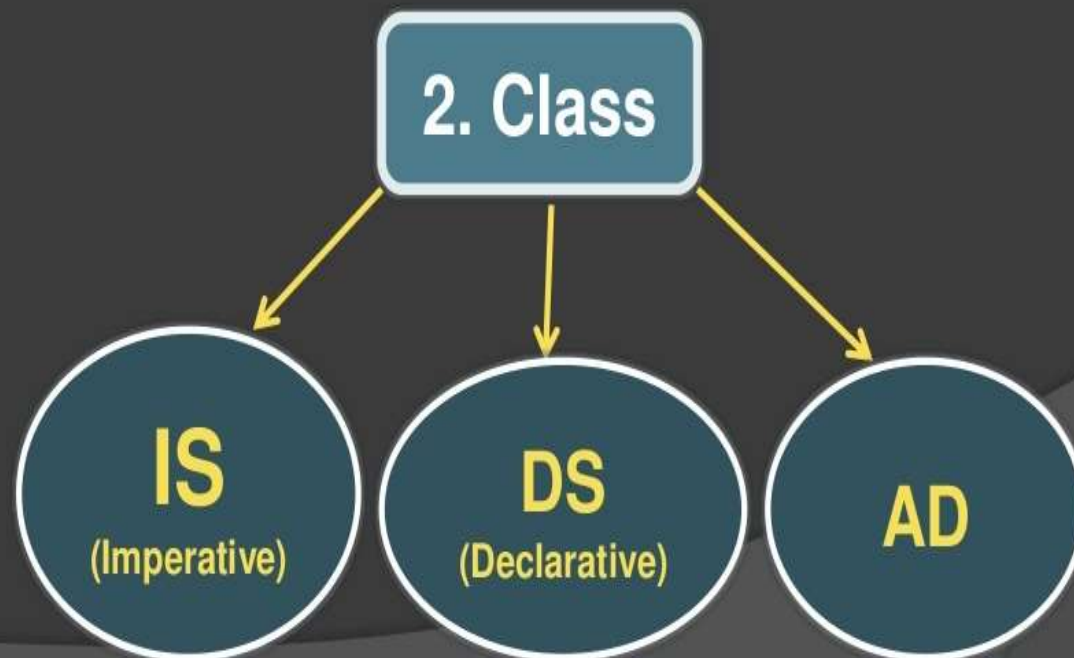 2. Class
IS
(Imperative)
DS
(Declarative)
AD